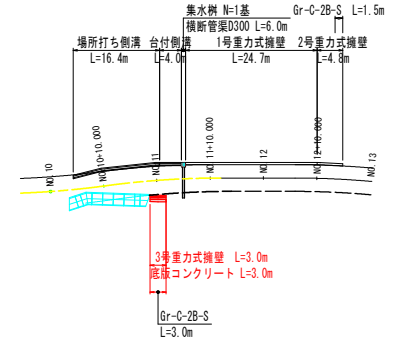 集水桝 N=1基
Gr-C-2B-S L=1.5m
横断管渠D300 L=6.0m
場所打ち側溝 台付側溝 1号重力式擁壁 2号重力式擁壁
L=16.4m L=4.0m L=24.7m L=4.8m
NO.10 NO.10+10.000 NO.11 NO.11+10.000 NO.12 NO.12+10.000 NO.13
3号重力式擁壁 L=3.0m
底版コンクリート L=3.0m
Gr-C-2B-S
L=3.0m